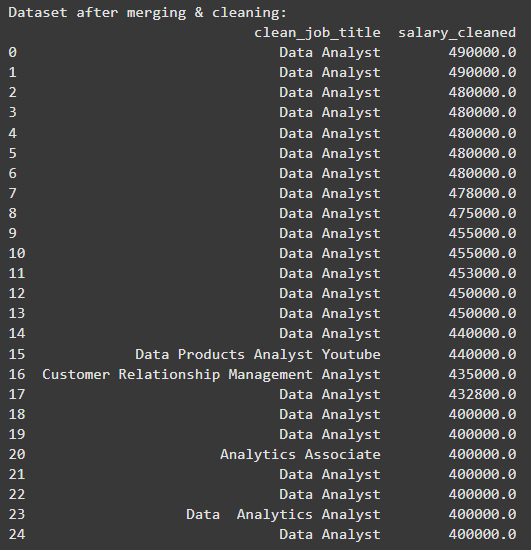 Dataset after merging & cleaning:
clean_job_title salary_cleaned
0 Data Analyst 490000.0
1 Data Analyst 490000.0
2 Data Analyst 480000.0
3 Data Analyst 480000.0
4 Data Analyst 480000.0
5 Data Analyst 480000.0
6 Data Analyst 480000.0
7 Data Analyst 478000.0
8 Data Analyst 475000.0
9 Data Analyst 455000.0
10 Data Analyst 455000.0
11 Data Analyst 453000.0
12 Data Analyst 450000.0
13 Data Analyst 450000.0
14 Data Analyst 440000.0
15 Data Products Analyst Youtube 440000.0
16 Customer Relationship Management Analyst 435000.0
17 Data Analyst 432800.0
18 Data Analyst 400000.0
19 Data Analyst 400000.0
20 Analytics Associate 400000.0
21 Data Analyst 400000.0
22 Data Analyst 400000.0
23 Data  Analytics Analyst 400000.0
24 Data Analyst 400000.0